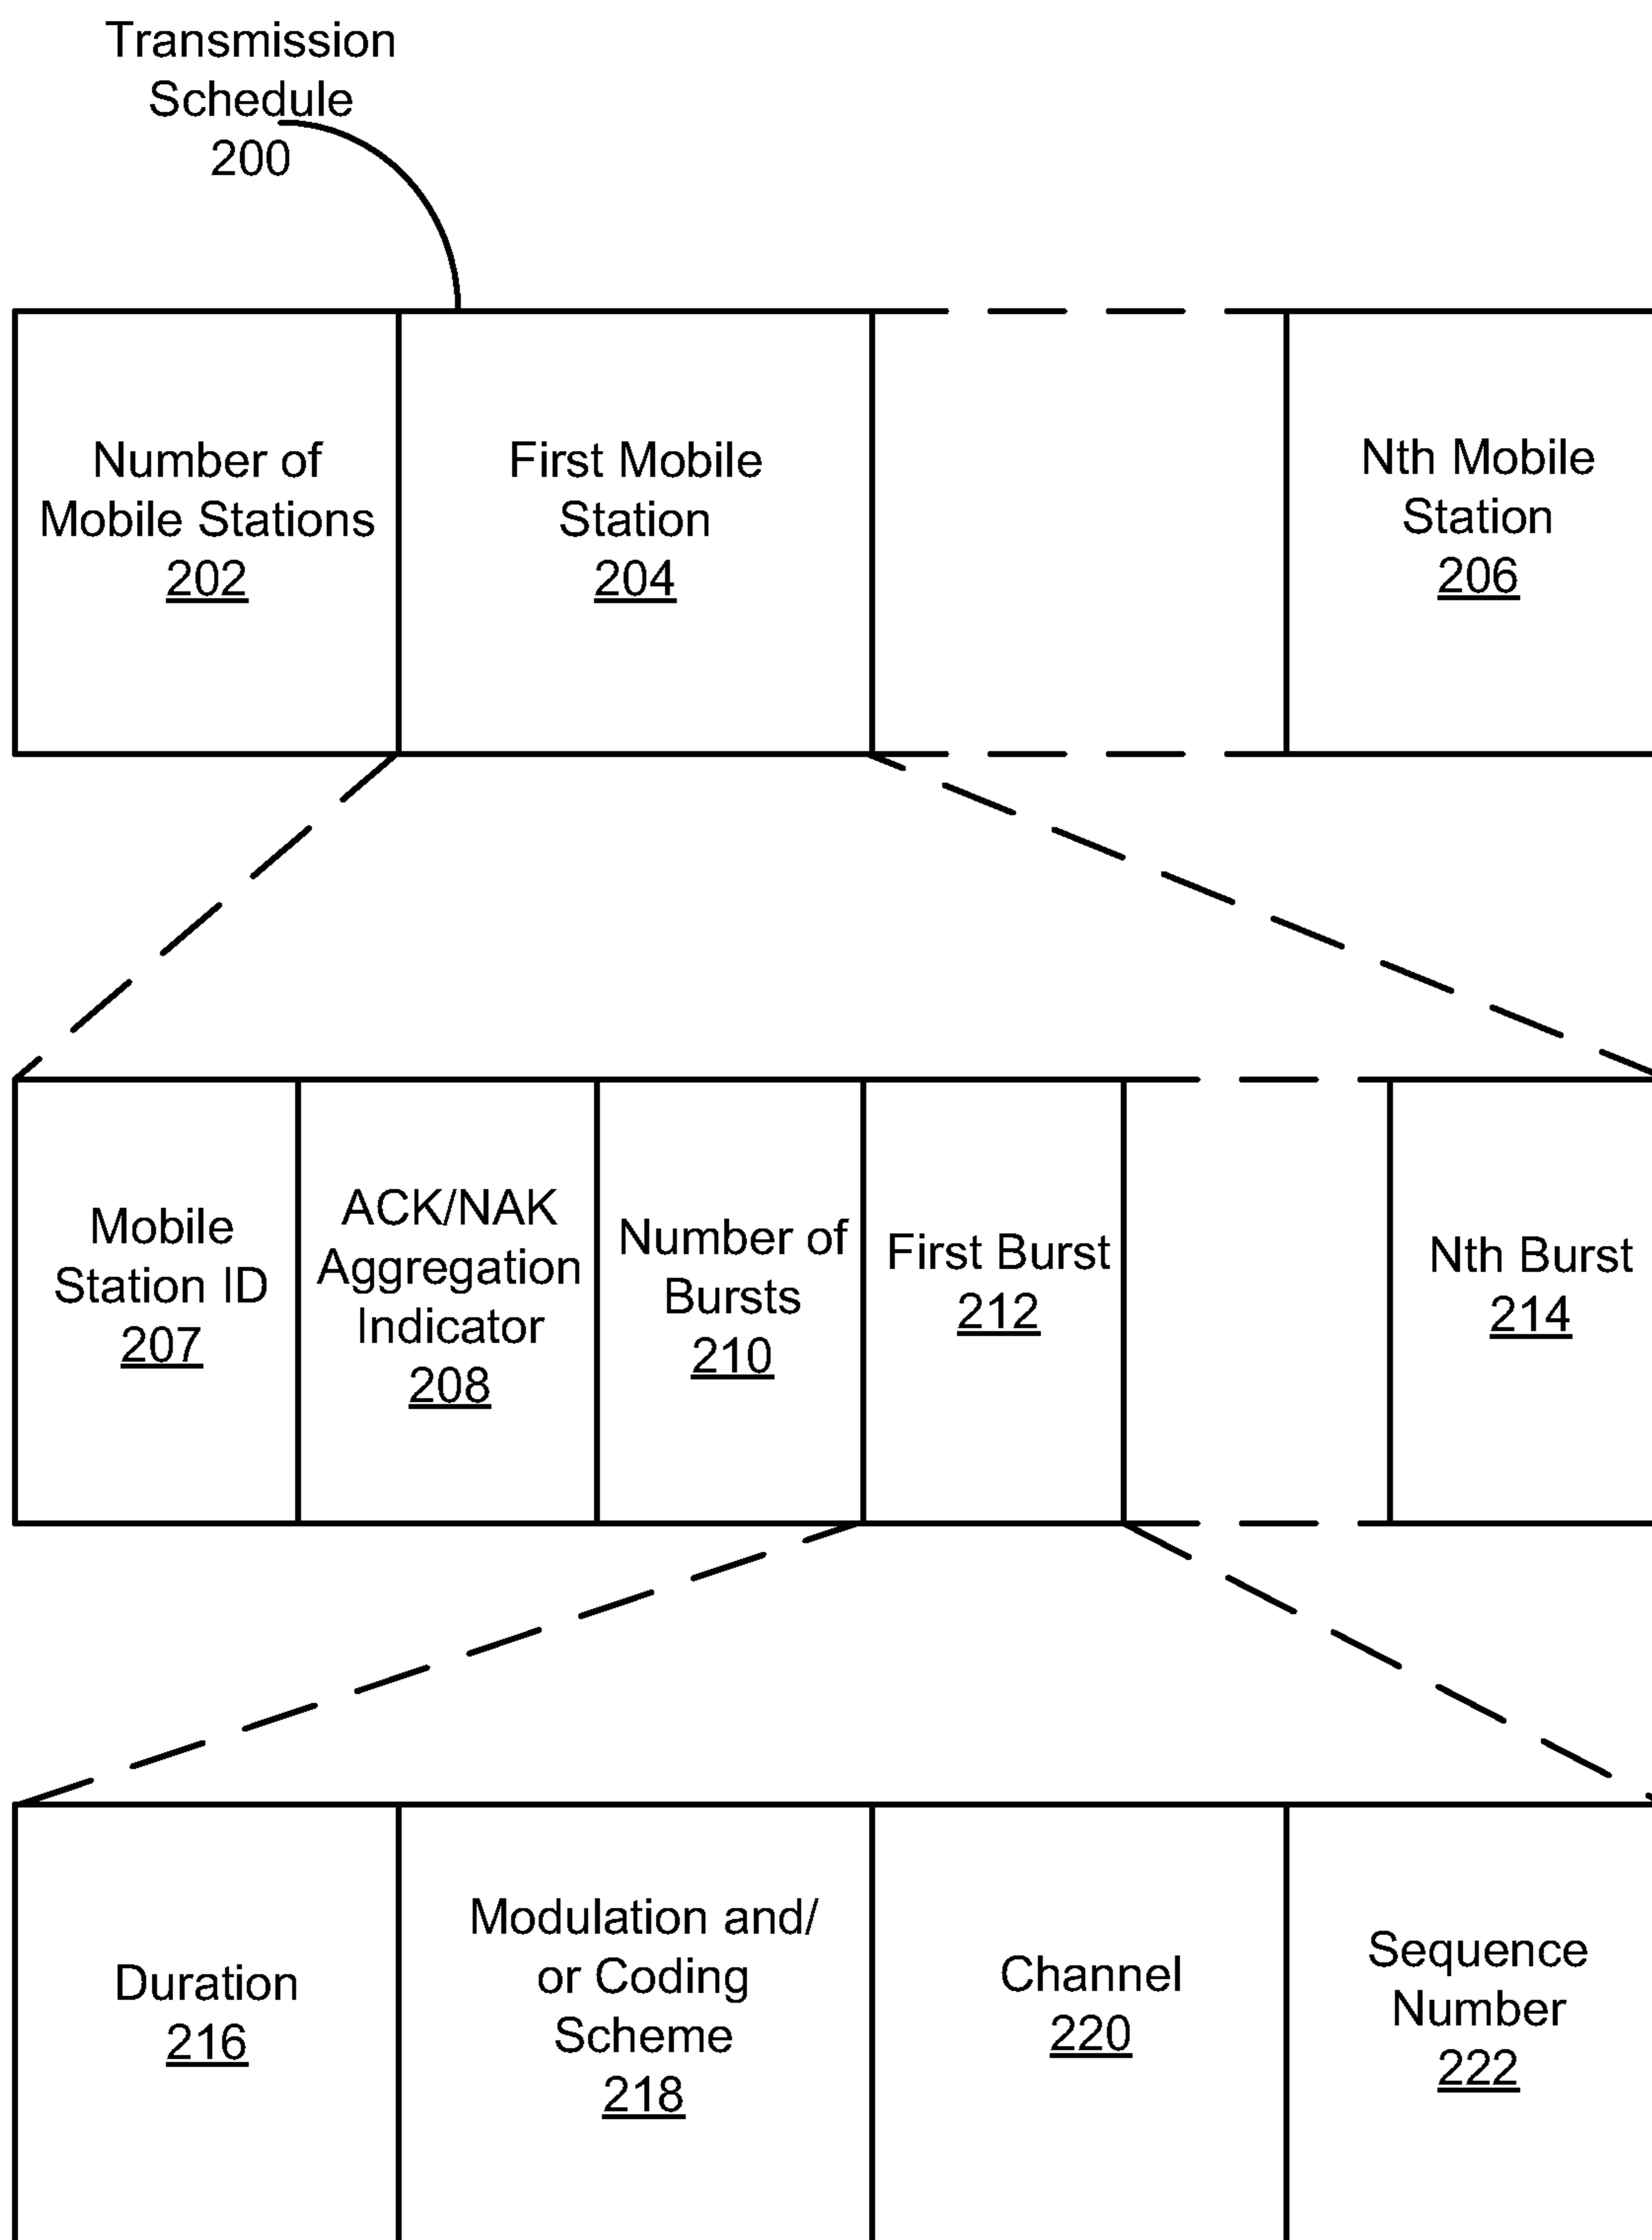 Transmission
Schedule
200
Number of
Mobile Stations
202
First Mobile
Station
204
Nth Mobile
Station
206
Mobile
Station ID
207
ACK/NAK
Aggregation
Indicator
208
Number of
Bursts
210
First Burst
212
Nth Burst
214
Duration
216
Modulation and/
or Coding
Scheme
218
Channel
220
Sequence
Number
222